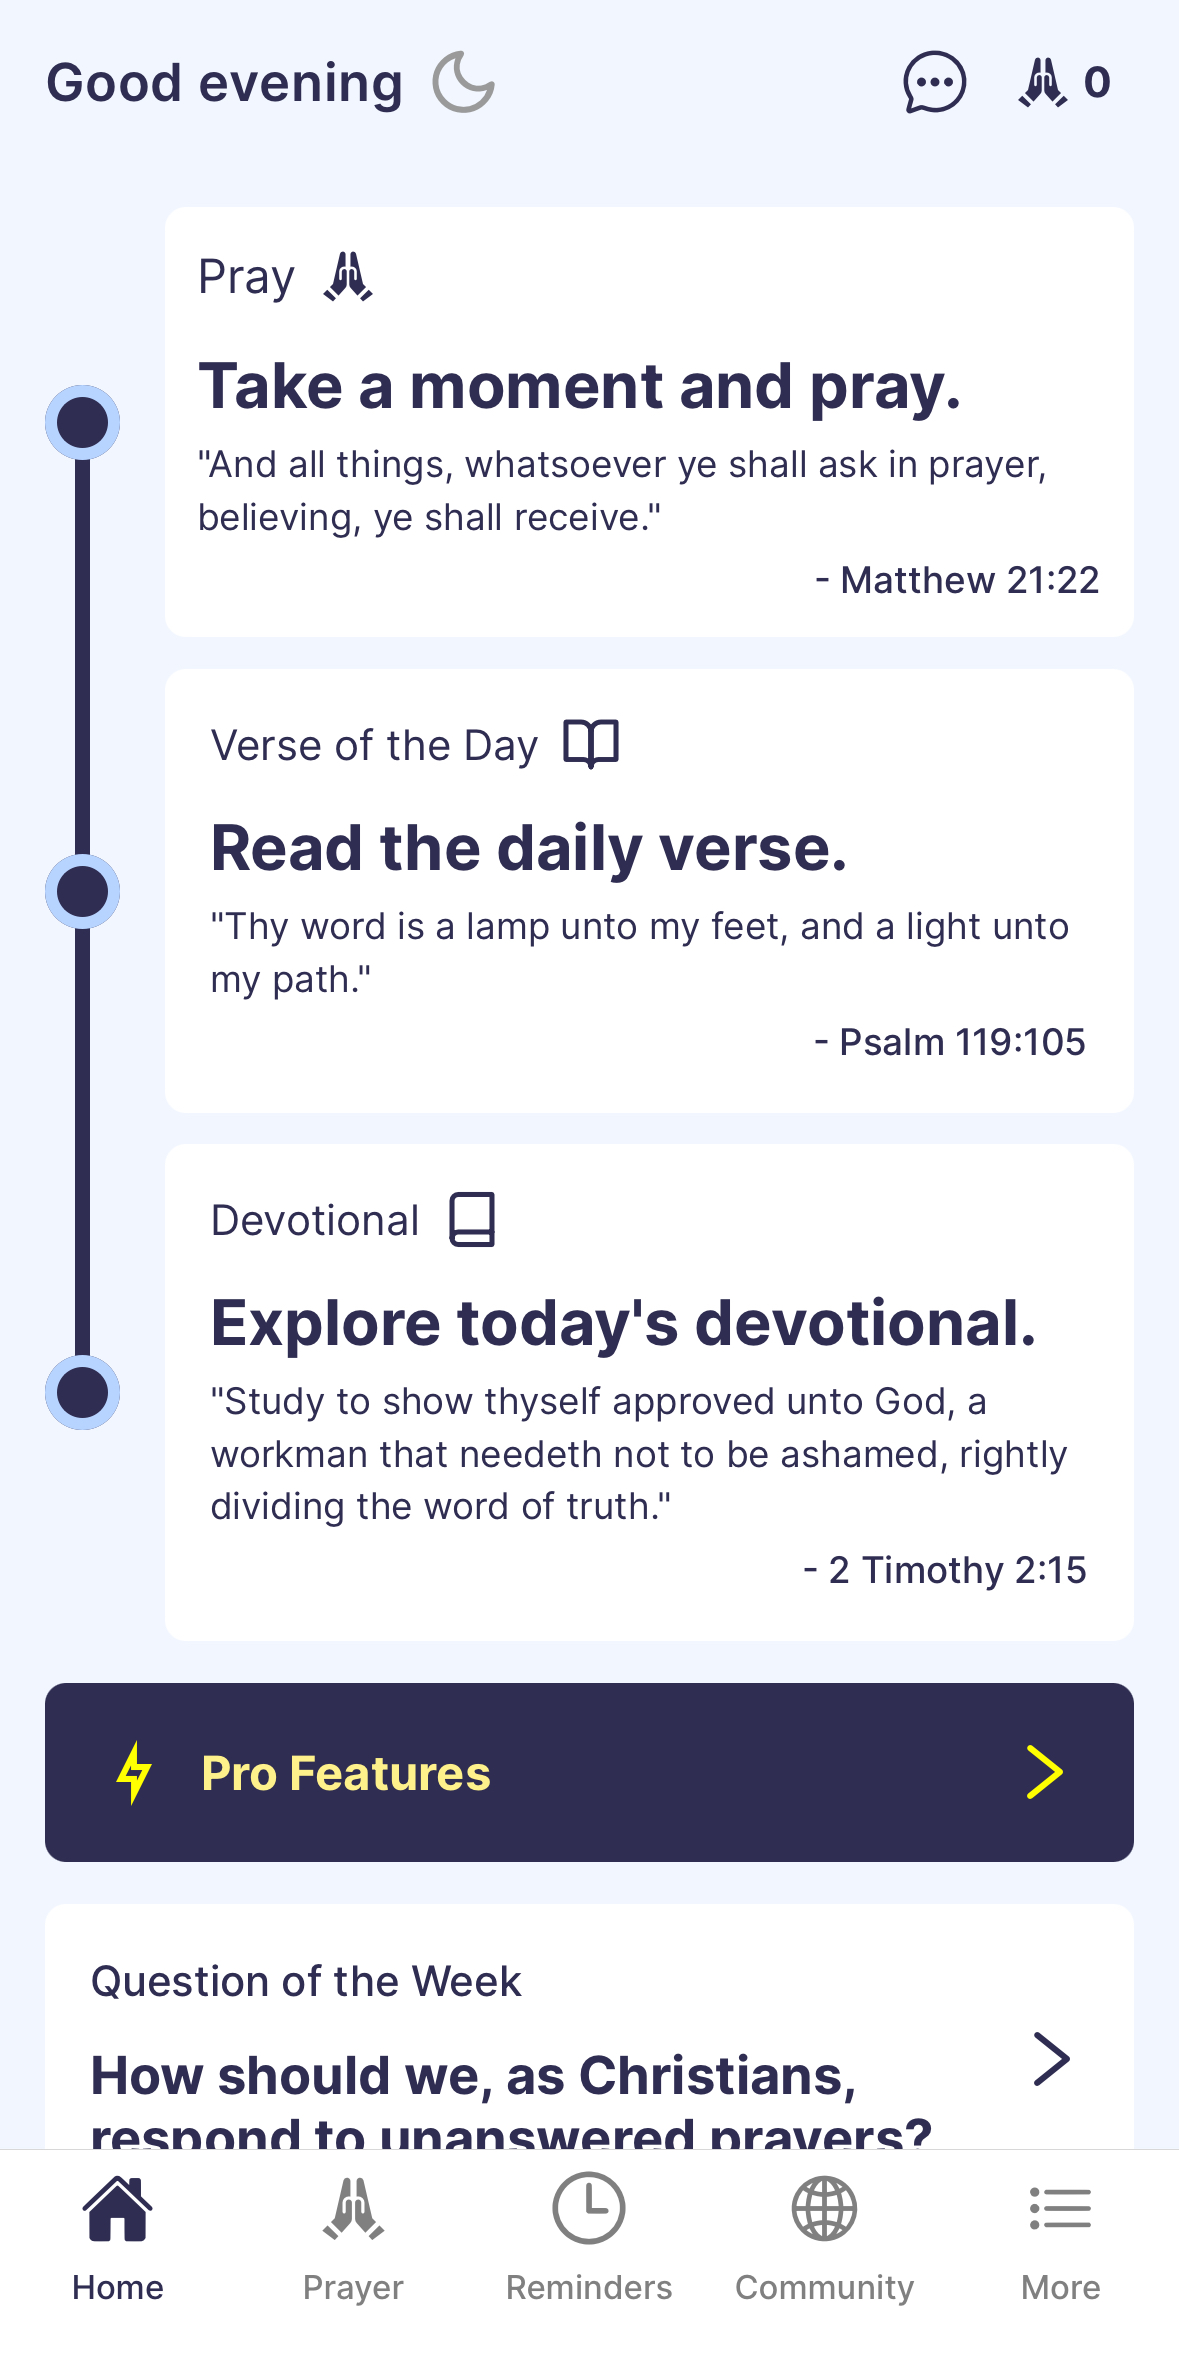 Good evening
0
Pray
Take a moment and pray.
"And all things, whatsoever ye shall ask in prayer,
believing, ye shall receive."
- Matthew 21:22
Verse of the Day
Read the daily verse.
"Thy word is a lamp unto my feet, and a light unto
my path."
- Psalm 119:105
Devotional
Explore today's devotional.
"Study to show thyself approved unto God, a
workman that needeth not to be ashamed, rightly
dividing the word of truth."
- 2 Timothy 2:15
Pro Features
Question of the Week
How should we, as Christians,
respond to unanswered prayers?
Home
Prayer
Reminders
Community
More